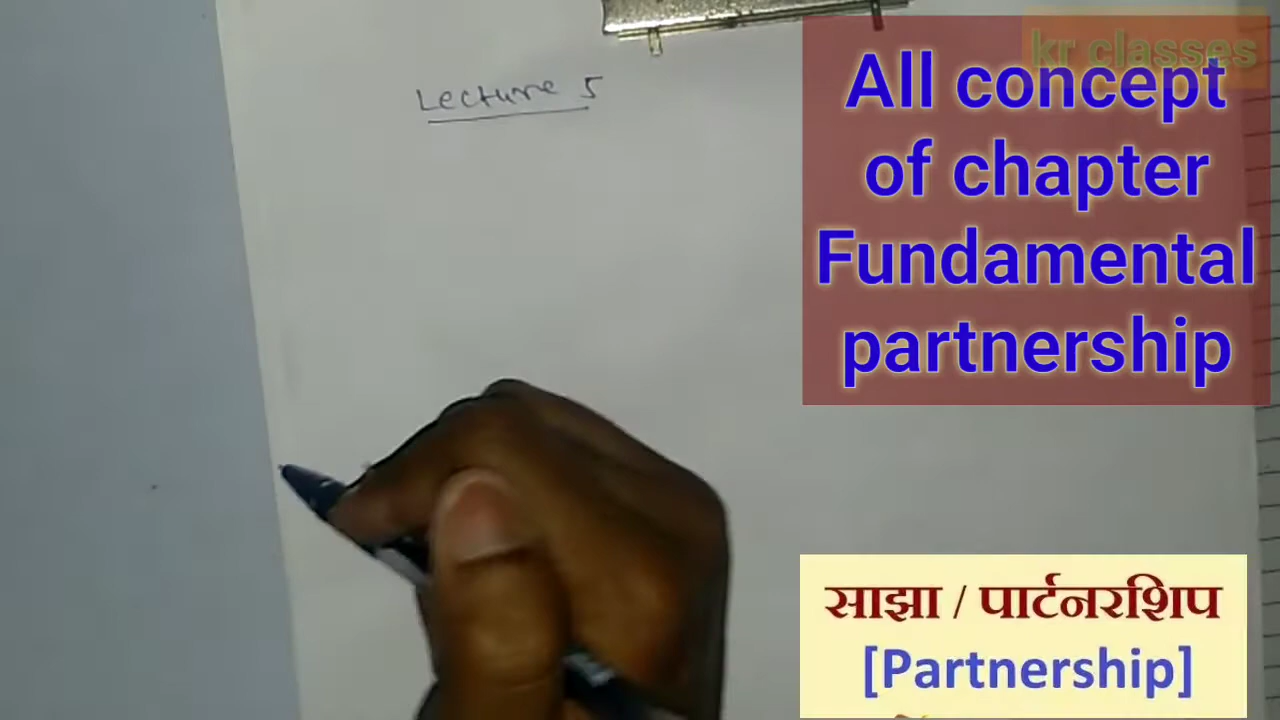 Lecture 5
kr classes
All concept
of chapter
Fundamental
partnership
साझा / पार्टनरशिप
[Partnership]